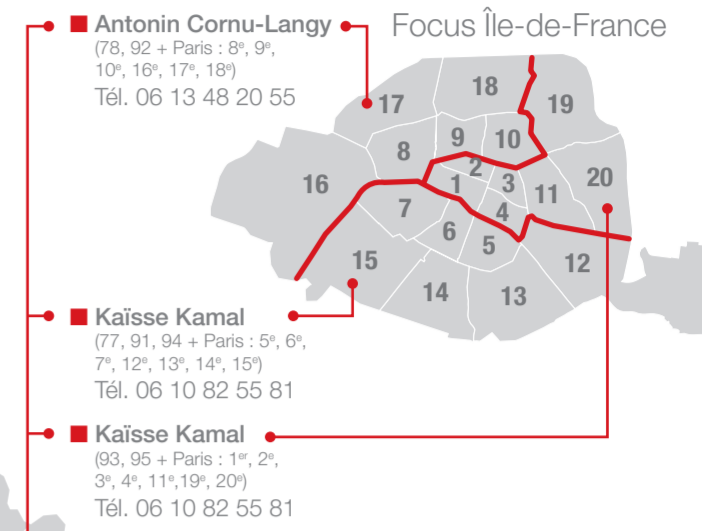 Focus Île-de-France
Antonin Cornu-Langy
(78, 92 + Paris : 8ᵉ, 9ᵉ,
10ᵉ, 16ᵉ, 17ᵉ, 18ᵉ)
Tél. 06 13 48 20 55
Kaïsse Kamal
(77, 91, 94 + Paris : 5ᵉ, 6ᵉ,
7ᵉ, 12ᵉ, 13ᵉ, 14ᵉ, 15ᵉ)
Tél. 06 10 82 55 81
Kaïsse Kamal
(93, 95 + Paris : 1ᵉʳ, 2ᵉ,
3ᵉ, 4ᵉ, 11ᵉ,19ᵉ, 20ᵉ)
Tél. 06 10 82 55 81
18
17
19
10
9
8
2
20
16
3
11
1
7
4
6
5
15
12
14
13